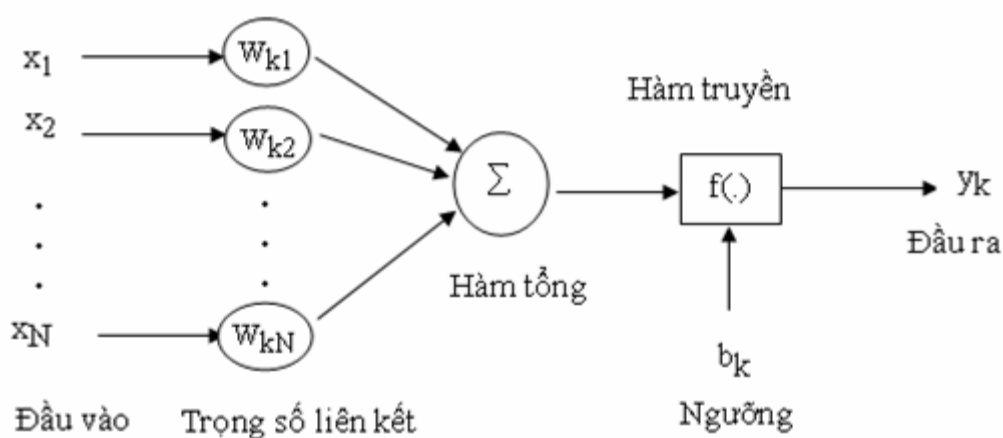 x1
Wk1
Hàm truyền
x2
Wk2
Σ
f(.)
yk
Đầu ra
Hàm tổng
xN
WkN
bk
Đầu vào
Trọng số liên kết
Ngưỡng